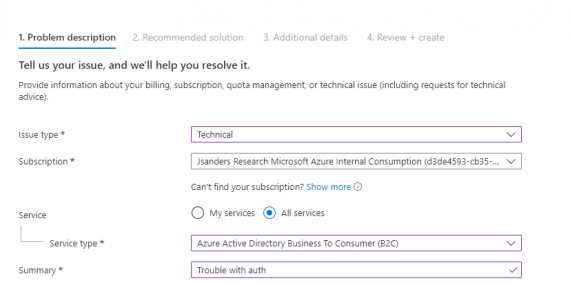 1. Problem description 2. Recommended solution 3. Additional details 4. Review + create
Tell us your issue, and we'll help you resolve it.
Provide information about your billing, subscription, quota management, or technical issue (including requests for technical
advice).
Issue type * Technical
Subscription * Jsanders Research Microsoft Azure Internal Consumption (d3de4593-cb35-...
Can't find your subscription? Show more
Service My services All services
Service type * Azure Active Directory Business To Consumer (B2C)
Summary * Trouble with auth